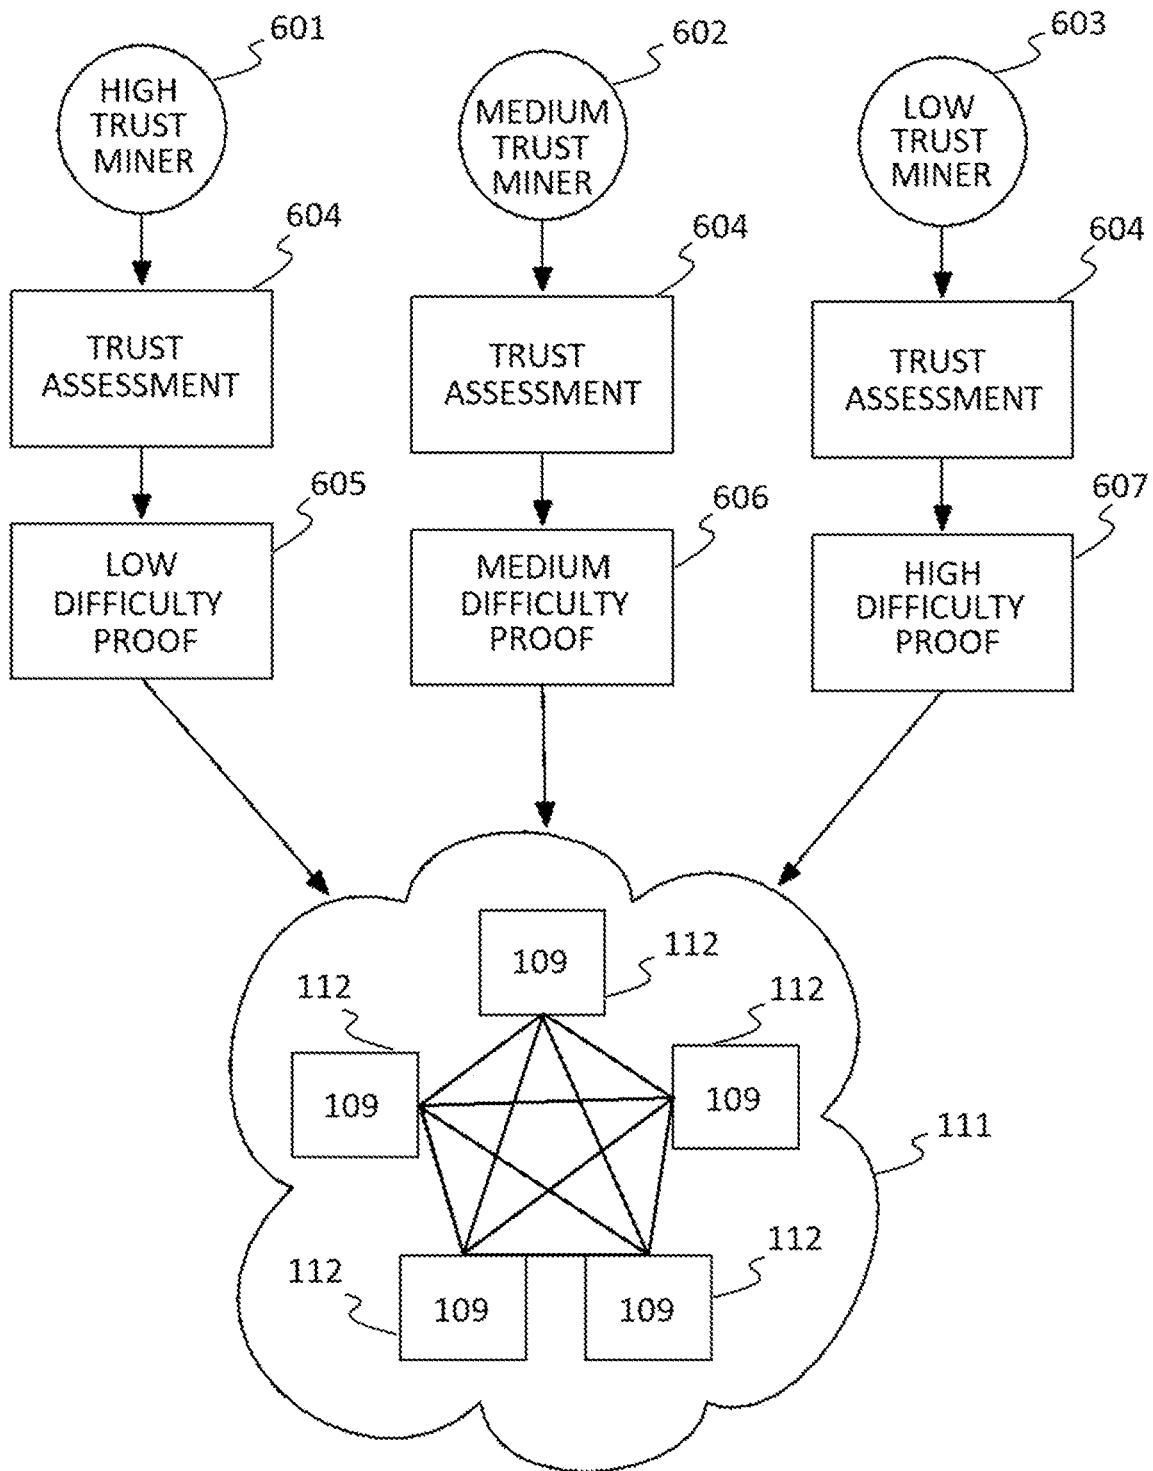 601
HIGH
TRUST
MINER
602
MEDIUM
TRUST
MINER
603
LOW
TRUST
MINER
604
TRUST
ASSESSMENT
604
TRUST
ASSESSMENT
604
TRUST
ASSESSMENT
605
LOW
DIFFICULTY
PROOF
606
MEDIUM
DIFFICULTY
PROOF
607
HIGH
DIFFICULTY
PROOF
109
112
112
109
112
109
111
112
109
112
109